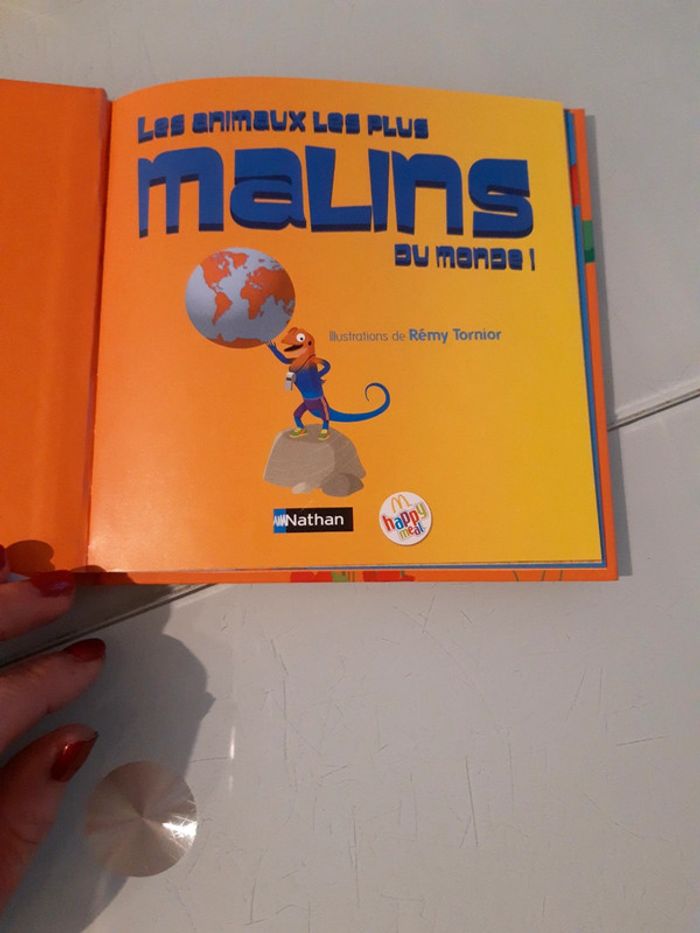 Les animaux les plus
malins
du monde !
Illustrations de Rémy Tornior
Nathan
happy
meal